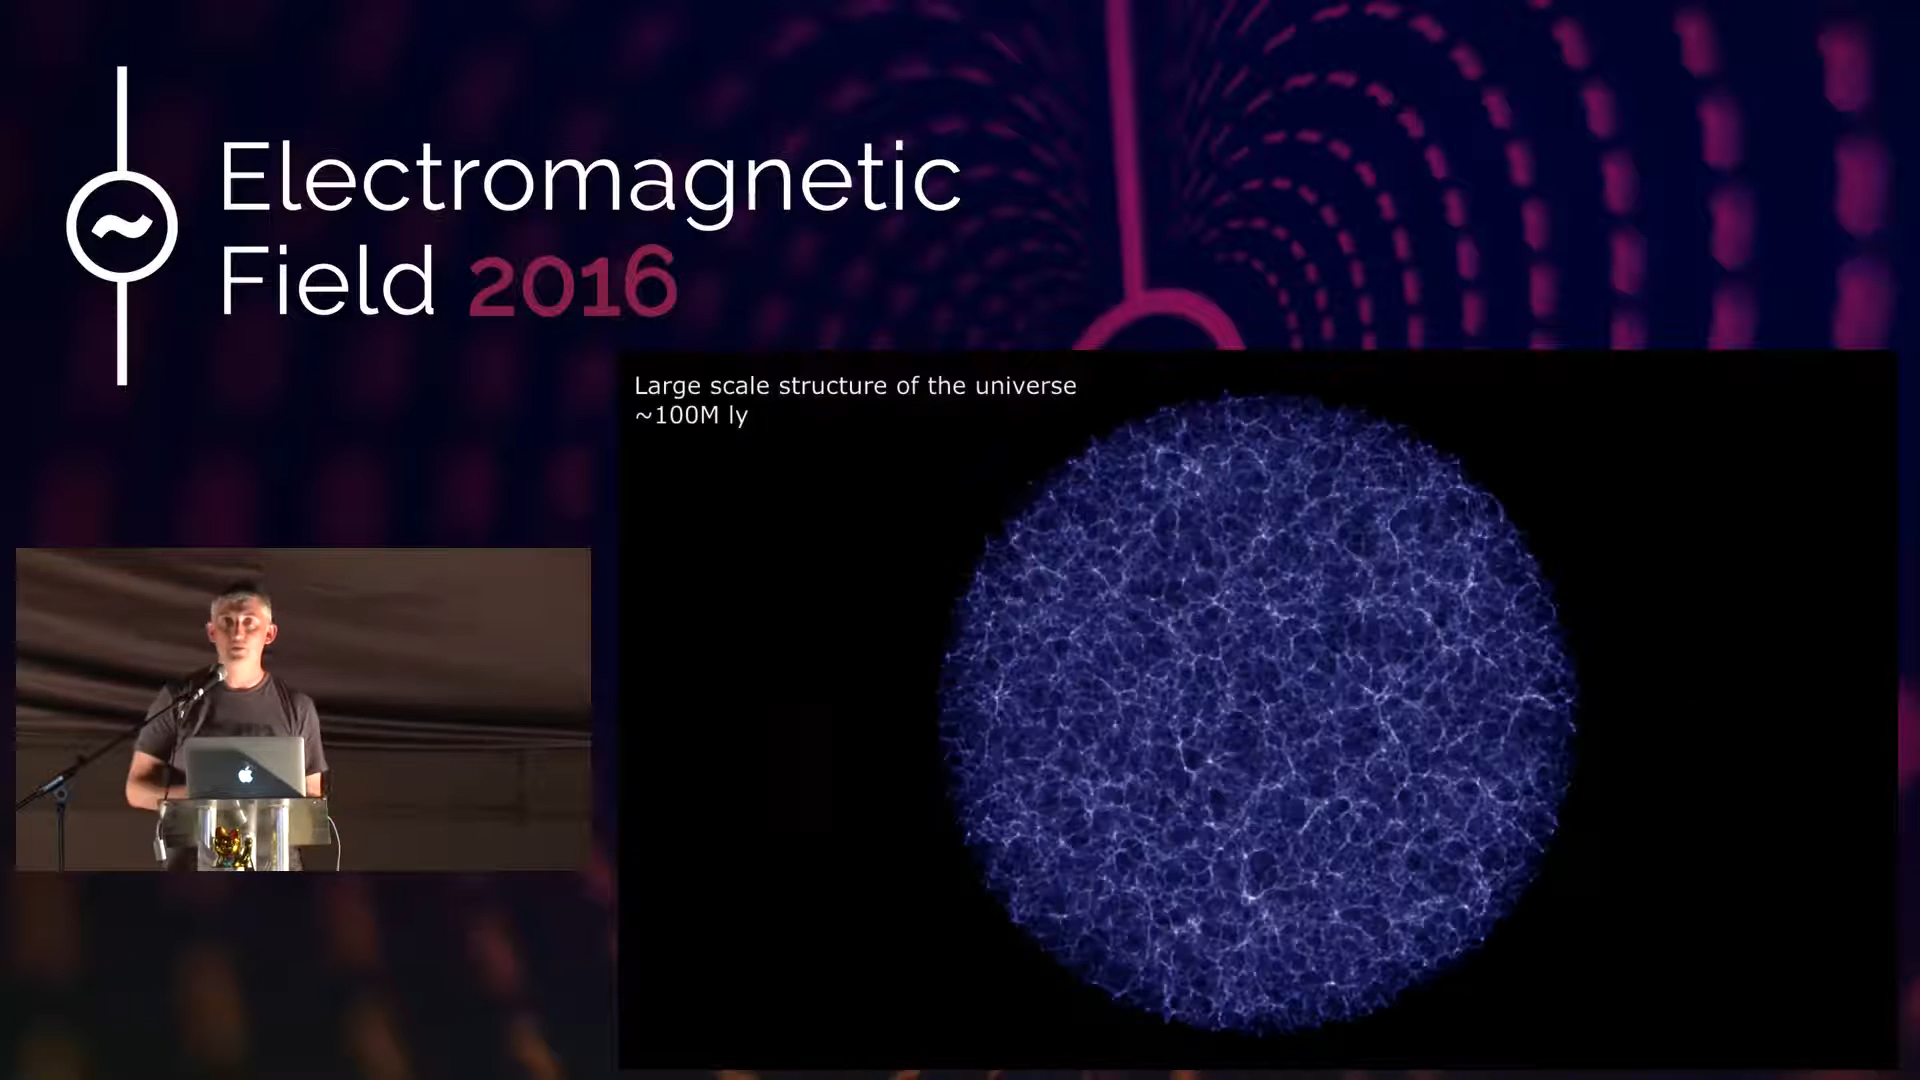 Electromagnetic
Field 2016
Large scale structure of the universe
~100M ly